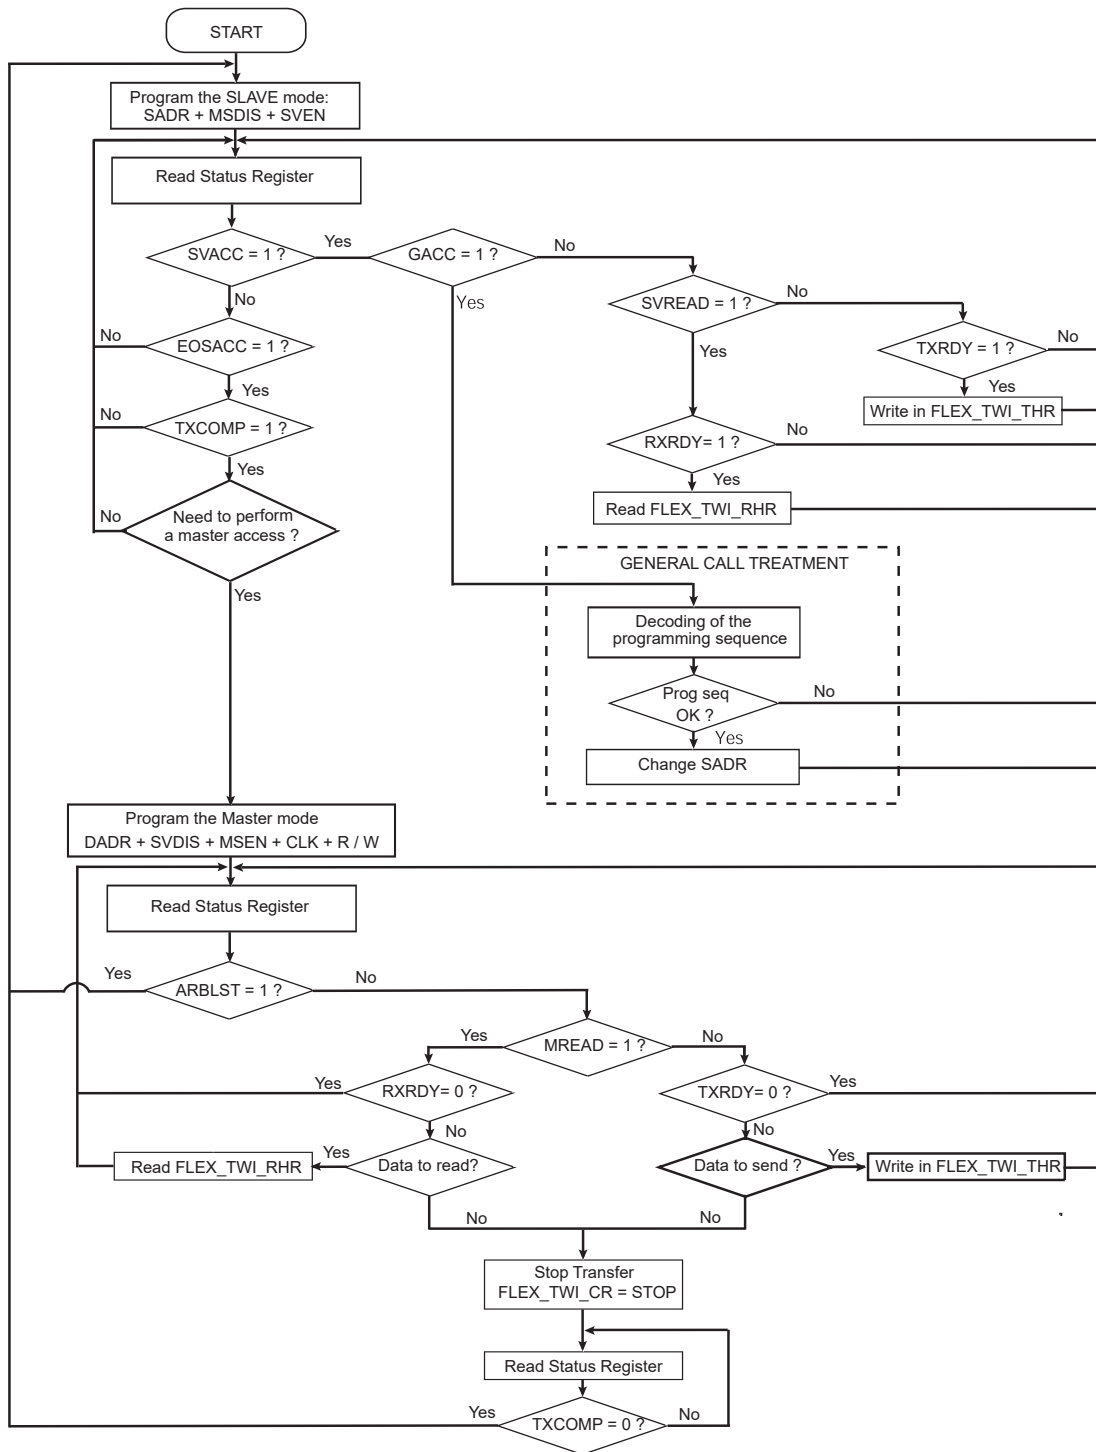 START
Program the SLAVE mode:
SADR + MSDIS + SVEN
Read Status Register
SVACC = 1 ?
Yes
GACC = 1 ?
No
No
Yes
SVREAD = 1 ?
No
EOSACC = 1 ?
No
Yes
Yes
TXRDY = 1 ?
No
Yes
Write in FLEX_TWI_THR
TXCOMP = 1 ?
No
Yes
RXRDY= 1 ?
No
Yes
Read FLEX_TWI_RHR
Need to perform
a master access ?
No
Yes
GENERAL CALL TREATMENT
Decoding of the
programming sequence
Prog seq
OK ?
No
Yes
Change SADR
Program the Master mode
DADR + SVDIS + MSEN + CLK + R / W
Read Status Register
Yes
ARBLST = 1 ?
No
Yes
MREAD = 1 ?
No
Yes
RXRDY= 0 ?
TXRDY= 0 ?
Yes
No
No
Read FLEX_TWI_RHR
Yes
Data to read?
Data to send ?
Yes
Write in FLEX_TWI_THR
No
No
Stop Transfer
FLEX_TWI_CR = STOP
Read Status Register
Yes
TXCOMP = 0 ?
No